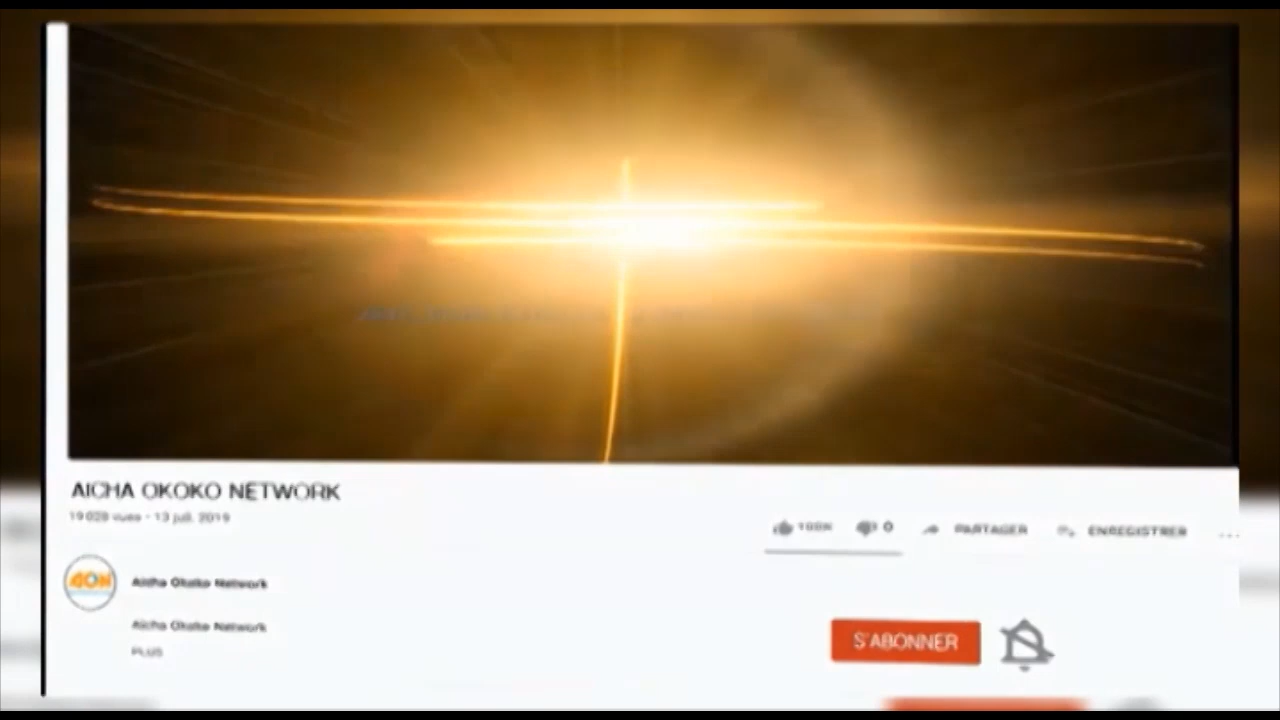 AICHA OKOKO NETWORK
19 028 vues - 13 juil. 2019
100K 0 PARTAGER ENREGISTRER ...
AON
Aicha Okoko Network
Aicha Okoko Network
PLUS
S'ABONNER